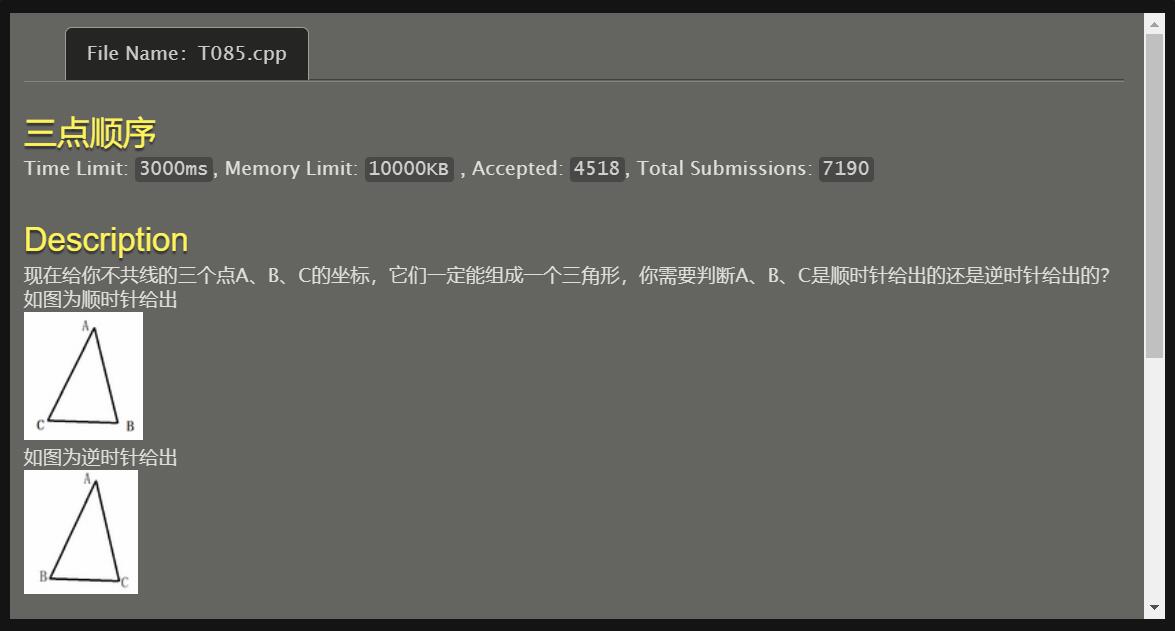 File Name: T085.cpp
三点顺序
Time Limit: 3000ms, Memory Limit: 10000KB , Accepted: 4518, Total Submissions: 7190
Description
现在给你不共线的三个点A、B、C的坐标，它们一定能组成一个三角形，你需要判断A、B、C是顺时针给出的还是逆时针给出的？
如图为顺时针给出
A
C B
如图为逆时针给出
A
B C